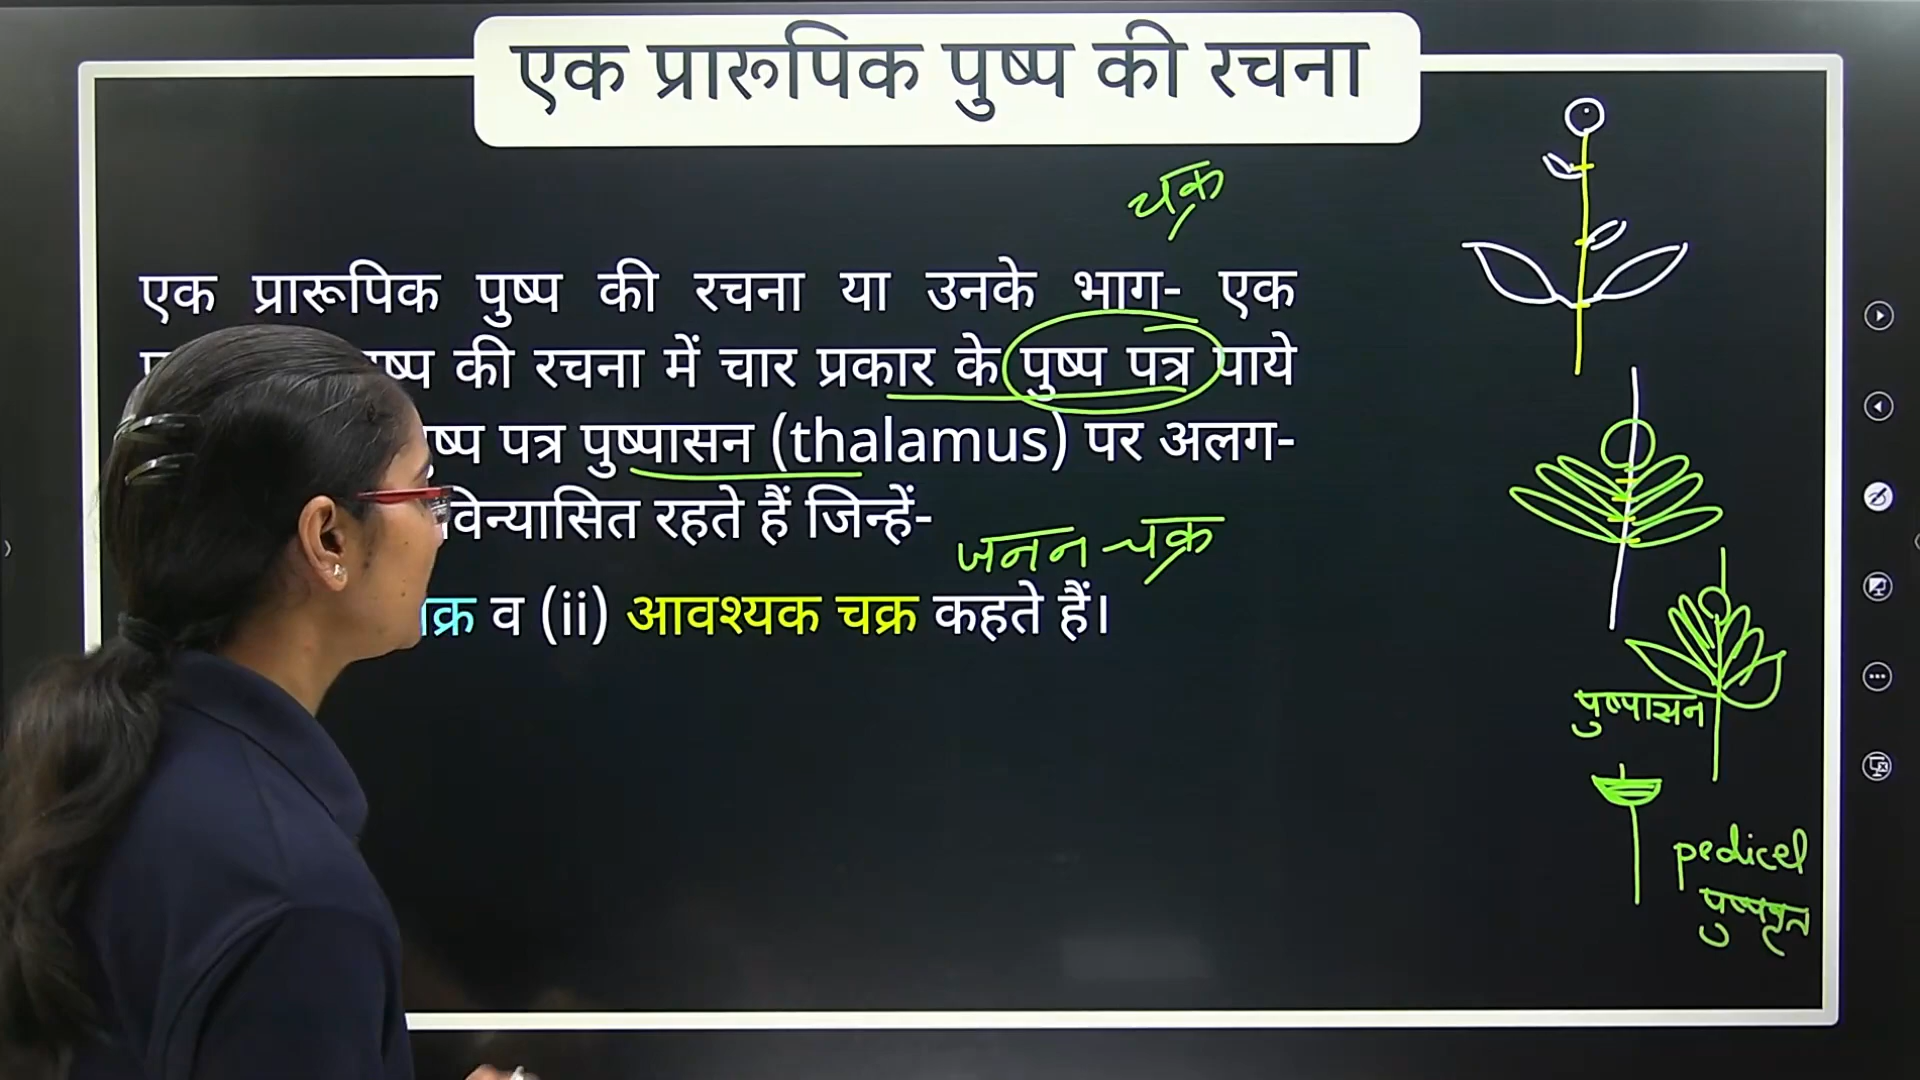 एक प्रारूपिक पुष्प की रचना
चक्र
एक प्रारूपिक पुष्प की रचना या उनके भाग- एक
की रचना में चार प्रकार के पुष्प पत्र पाये
पत्र पुष्पासन (thalamus) पर अलग-
विन्यासित रहते हैं जिन्हें-
जनन चक्र
व (ii) आवश्यक चक्र कहते हैं।
पुष्पासन
pedicel
पुष्पवृन्त